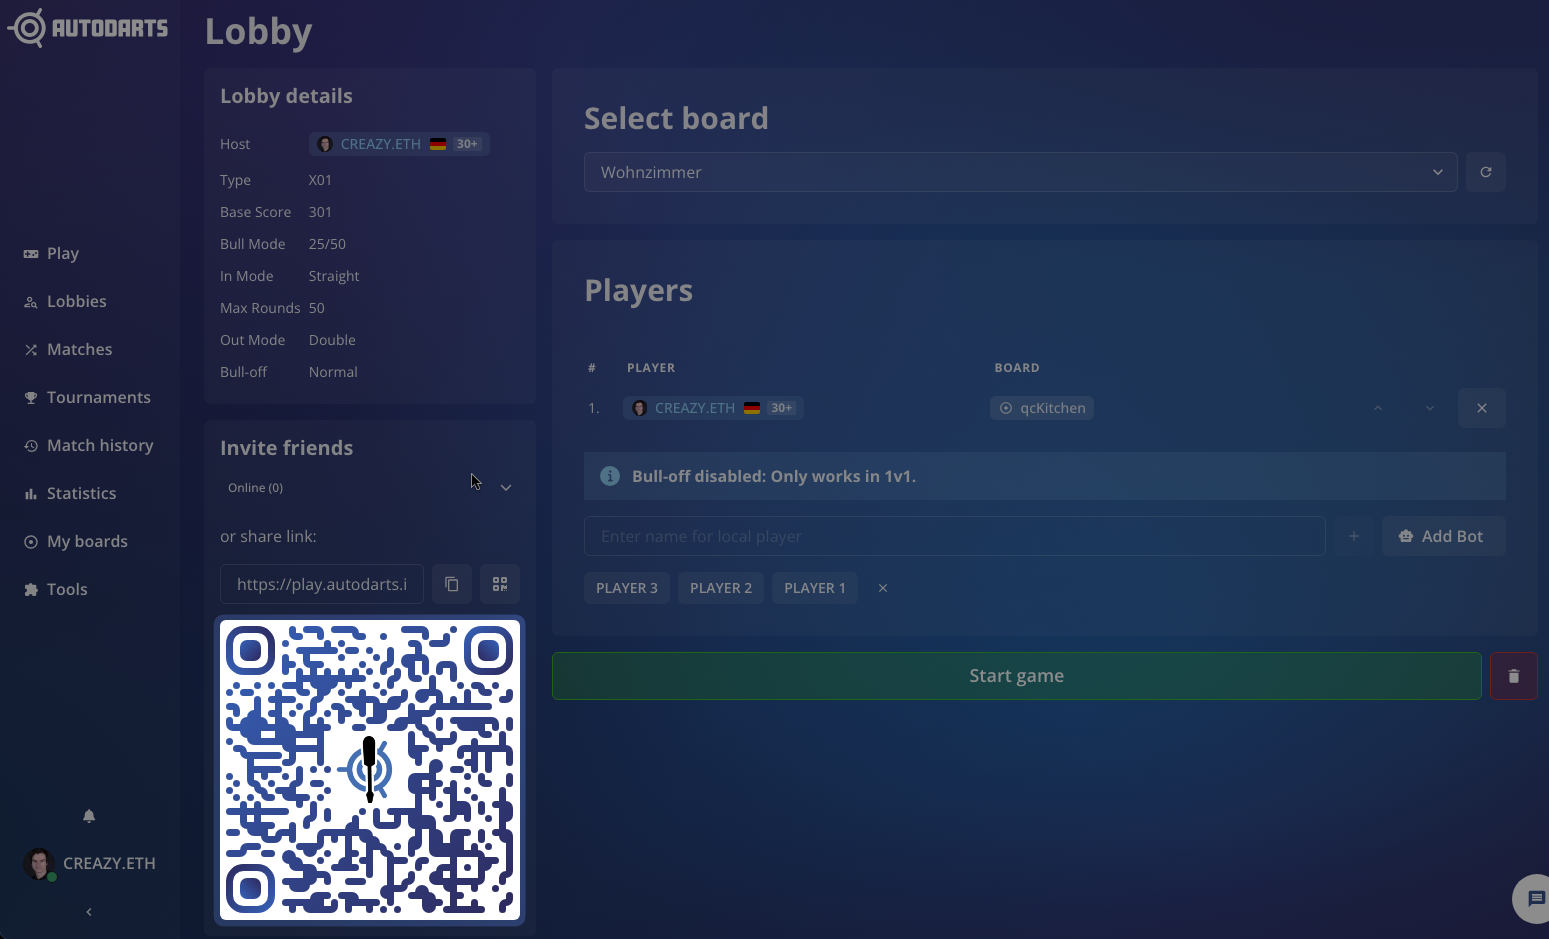 AUTODARTS
Play
Lobbies
Matches
Tournaments
Match history
Statistics
My boards
Tools
CREAZY.ETH
Lobby
Lobby details
Host CREAZY.ETH 30+
Type X01
Base Score 301
Bull Mode 25/50
In Mode Straight
Max Rounds 50
Out Mode Double
Bull-off Normal
Invite friends
Online (0)
or share link:
https://play.autodarts.i
Select board
Wohnzimmer
Players
# PLAYER BOARD
1. CREAZY.ETH 30+ qcKitchen
Bull-off disabled: Only works in 1v1.
Enter name for local player
+ Add Bot
PLAYER 3 PLAYER 2 PLAYER 1
Start game